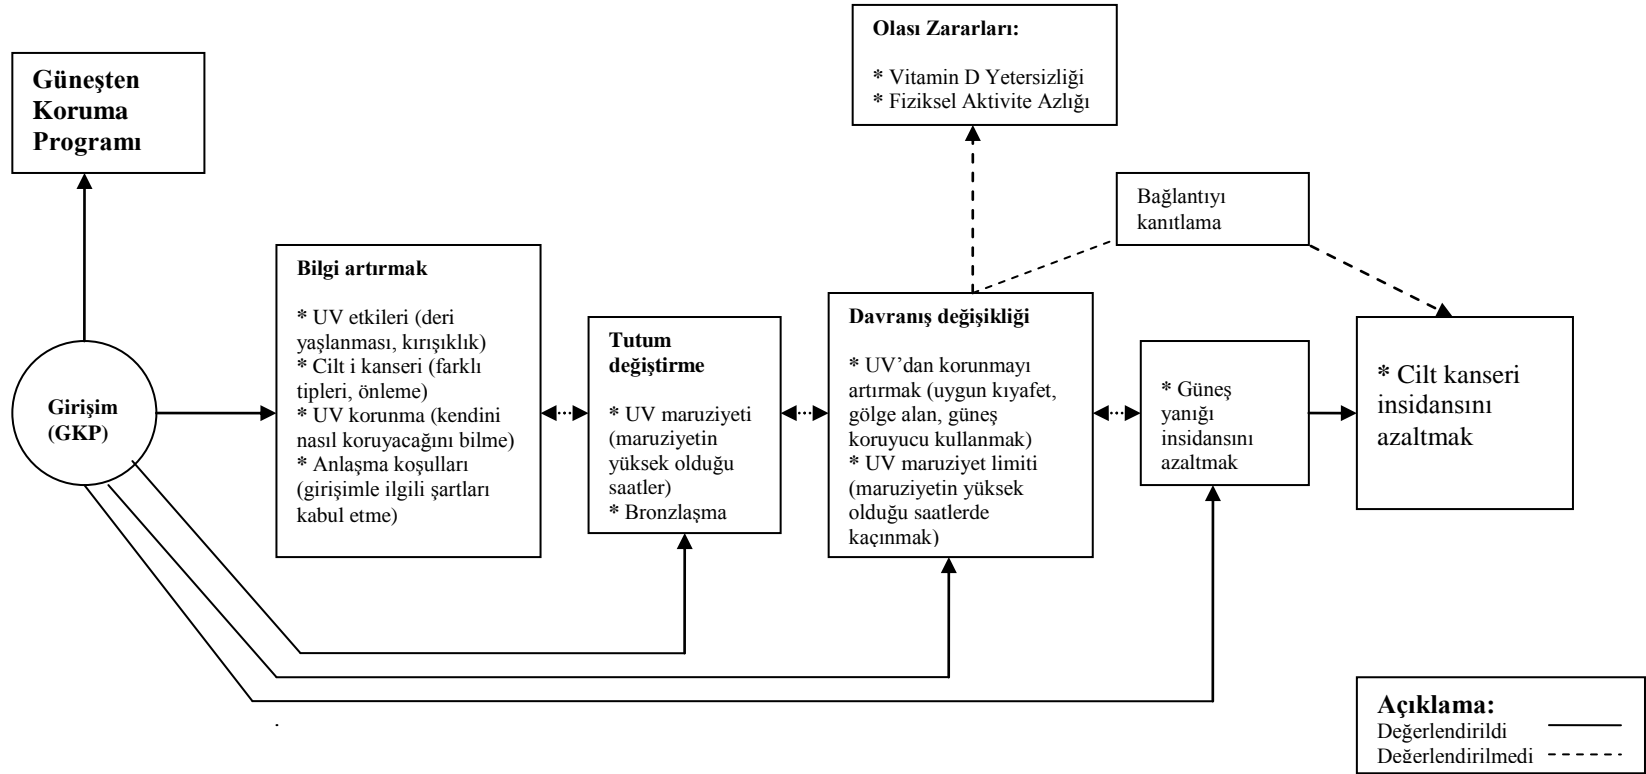 Olası Zararları:
* Vitamin D Yetersizliği
* Fiziksel Aktivite Azlığı
Güneşten
Koruma
Programı
Bağlantıyı
kanıtlama
Bilgi artırmak
* UV etkileri (deri
yaşlanması, kırışıklık)
* Cilt i kanseri (farklı
tipleri, önleme)
* UV korunma (kendini
nasıl koruyacağını bilme)
* Anlaşma koşulları
(girişimle ilgili şartları
kabul etme)
Tutum
değiştirme
* UV maruziyeti
(maruziyetin
yüksek olduğu
saatler)
* Bronzlaşma
Davranış değişikliği
* UV’dan korunmayı
artırmak (uygun kıyafet,
gölge alan, güneş
koruyucu kullanmak)
* UV maruziyet limiti
(maruziyetin yüksek
olduğu saatlerde
kaçınmak)
* Güneş
yanığı
insidansını
azaltmak
* Cilt kanseri
insidansını
azaltmak
Girişim
(GKP)
Açıklama:
Değerlendirildi
Değerlendirilmedi